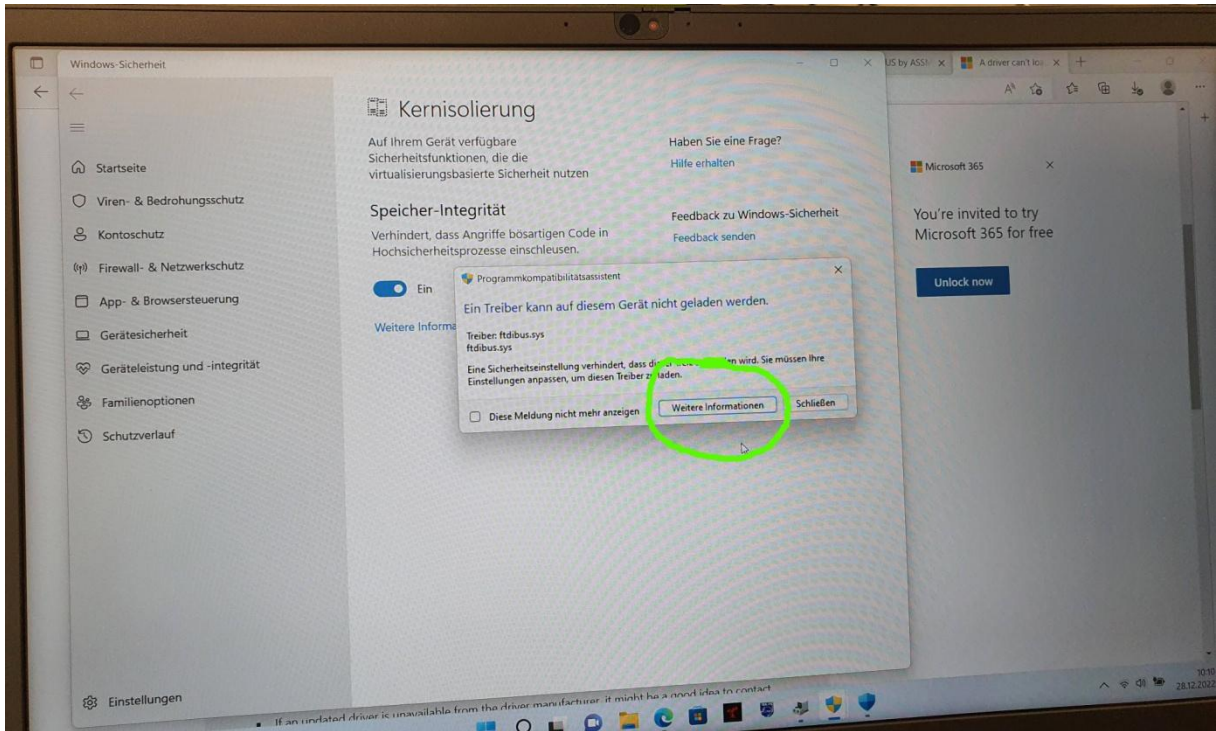 Windows-Sicherheit
US by ASSM
A driver can't loa
Kernisolierung
Auf Ihrem Gerät verfügbare
Sicherheitsfunktionen, die die
virtualisierungsbasierte Sicherheit nutzen
Haben Sie eine Frage?
Hilfe erhalten
Startseite
Viren- & Bedrohungsschutz
Kontoschutz
Firewall- & Netzwerkschutz
App- & Browsersteuerung
Gerätesicherheit
Geräteleistung und -integrität
Familienoptionen
Schutzverlauf
Einstellungen
Speicher-Integrität
Verhindert, dass Angriffe bösartigen Code in
Hochsicherheitsprozesse einschleusen.
Feedback zu Windows-Sicherheit
Feedback senden
Ein
Weitere Informa
Programmkompatibilitätsassistent
Ein Treiber kann auf diesem Gerät nicht geladen werden.
Treiber: ftdibus.sys
ftdibus.sys
Eine Sicherheitseinstellung verhindert, dass wird. Sie müssen Ihre
Einstellungen anpassen, um diesen Treiber zu laden.
Diese Meldung nicht mehr anzeigen
Weitere Informationen
Schließen
Microsoft 365
You're invited to try
Microsoft 365 for free
Unlock now
If an updated driver is unavailable from the driver manufacturer, it might be a good idea to contact
10:10
28.12.2022